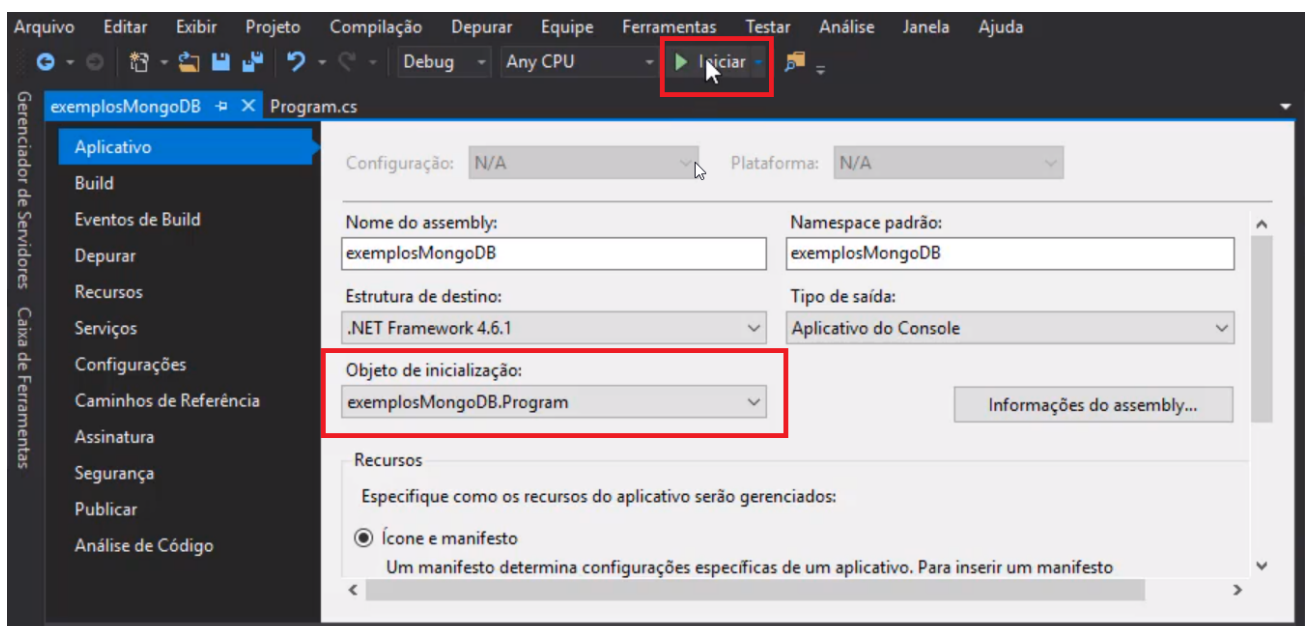 Arquivo Editar Exibir Projeto Compilação Depurar Equipe Ferramentas Testar Análise Janela Ajuda
Debug Any CPU Iniciar
exemplosMongoDB Program.cs
Gerenciador de Servidores
Caixa de Ferramentas
Aplicativo
Build
Eventos de Build
Depurar
Recursos
Serviços
Configurações
Caminhos de Referência
Assinatura
Segurança
Publicar
Análise de Código
Configuração: N/A Plataforma: N/A
Nome do assembly: Namespace padrão:
exemplosMongoDB exemplosMongoDB
Estrutura de destino: Tipo de saída:
.NET Framework 4.6.1 Aplicativo do Console
Objeto de inicialização:
exemplosMongoDB.Program Informações do assembly...
Recursos
Especifique como os recursos do aplicativo serão gerenciados:
Ícone e manifesto
Um manifesto determina configurações específicas de um aplicativo. Para inserir um manifesto